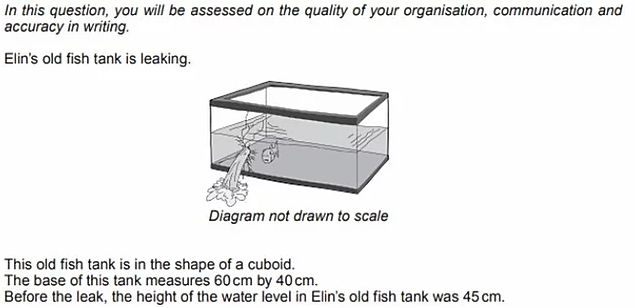 In this question, you will be assessed on the quality of your organisation, communication and
accuracy in writing.
Elin's old fish tank is leaking.
Diagram not drawn to scale
This old fish tank is in the shape of a cuboid.
The base of this tank measures 60 cm by 40 cm.
Before the leak, the height of the water level in Elin's old fish tank was 45 cm.